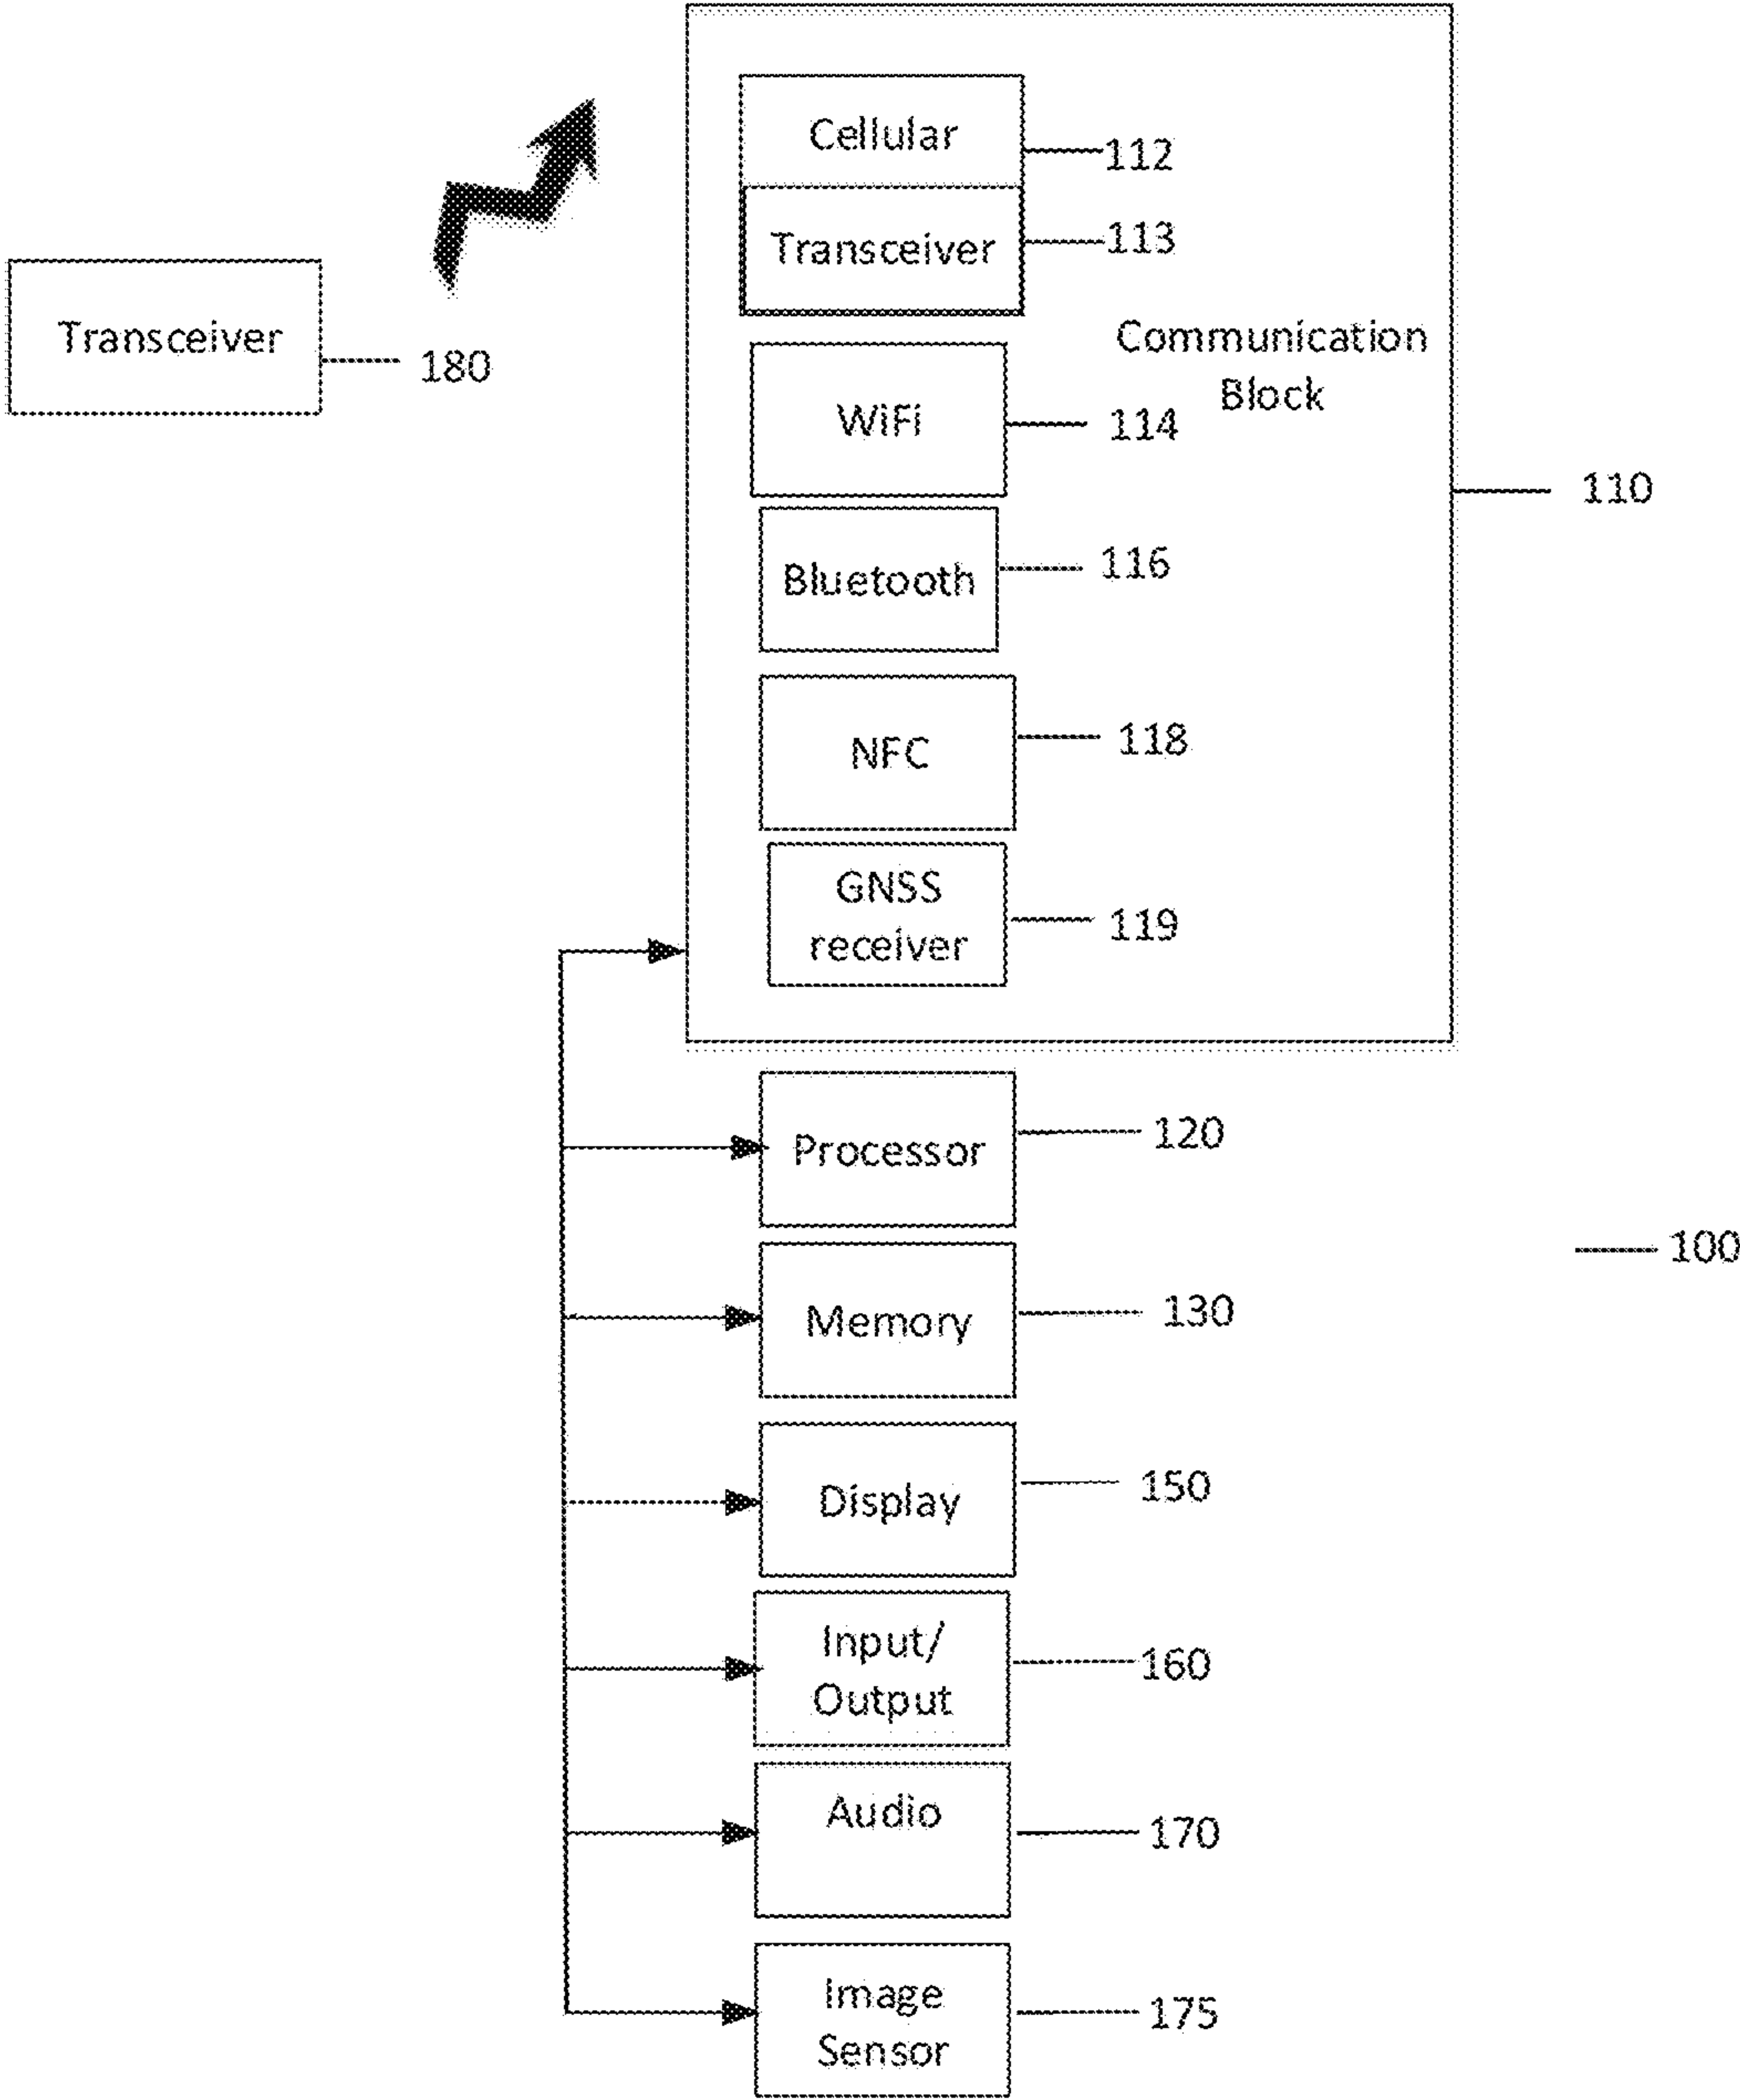 Cellular
112
Transceiver
113
Transceiver
180
Communication
Block
WiFi
114
110
Bluetooth
116
NFC
118
GNSS
receiver
119
Processor
120
100
Memory
130
Display
150
Input/
Output
160
Audio
170
Image
Sensor
175